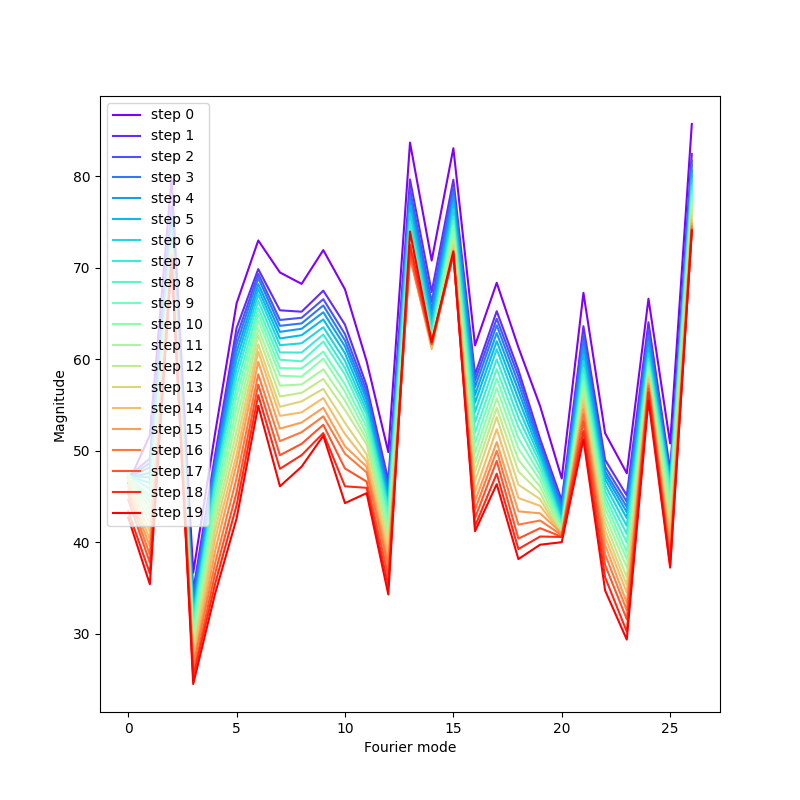 step 0
step 1
step 2
step 3
step 4
step 5
step 6
step 7
step 8
step 9
step 10
step 11
step 12
step 13
step 14
step 15
step 16
step 17
step 18
step 19
Magnitude
80
70
60
50
40
30
0 5 10 15 20 25
Fourier mode